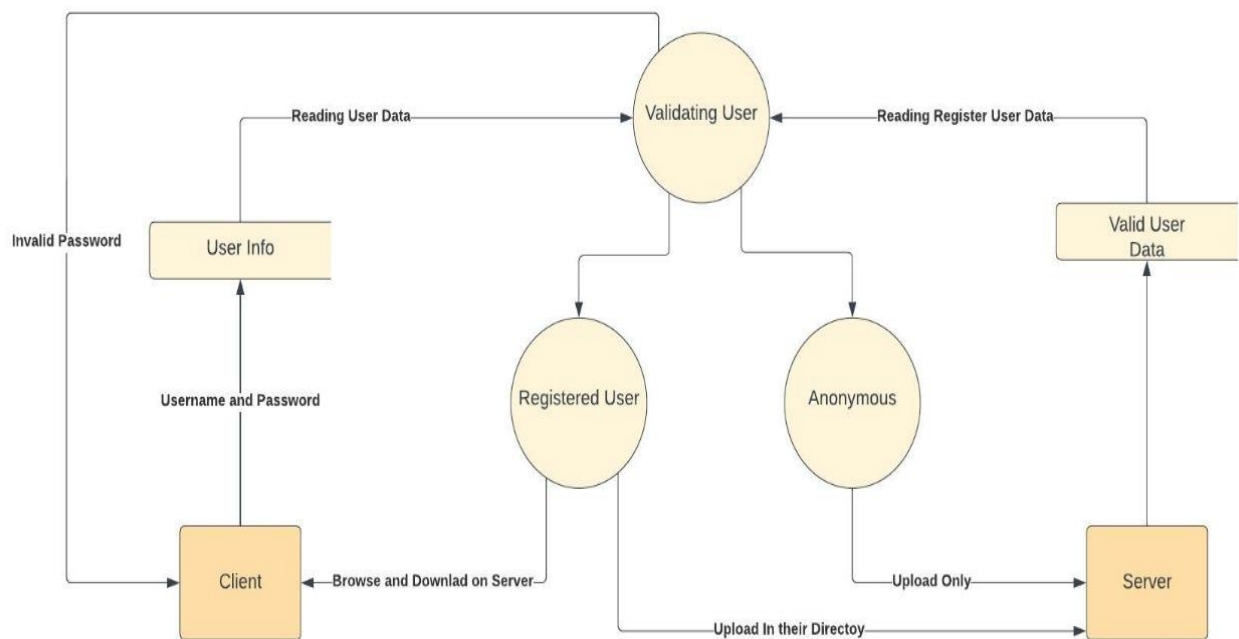 Validating User
Reading User Data
Reading Register User Data
Invalid Password
User Info
Valid User
Data
Username and Password
Registered User
Anonymous
Client
Browse and Downlad on Server
Upload Only
Server
Upload In their Directoy